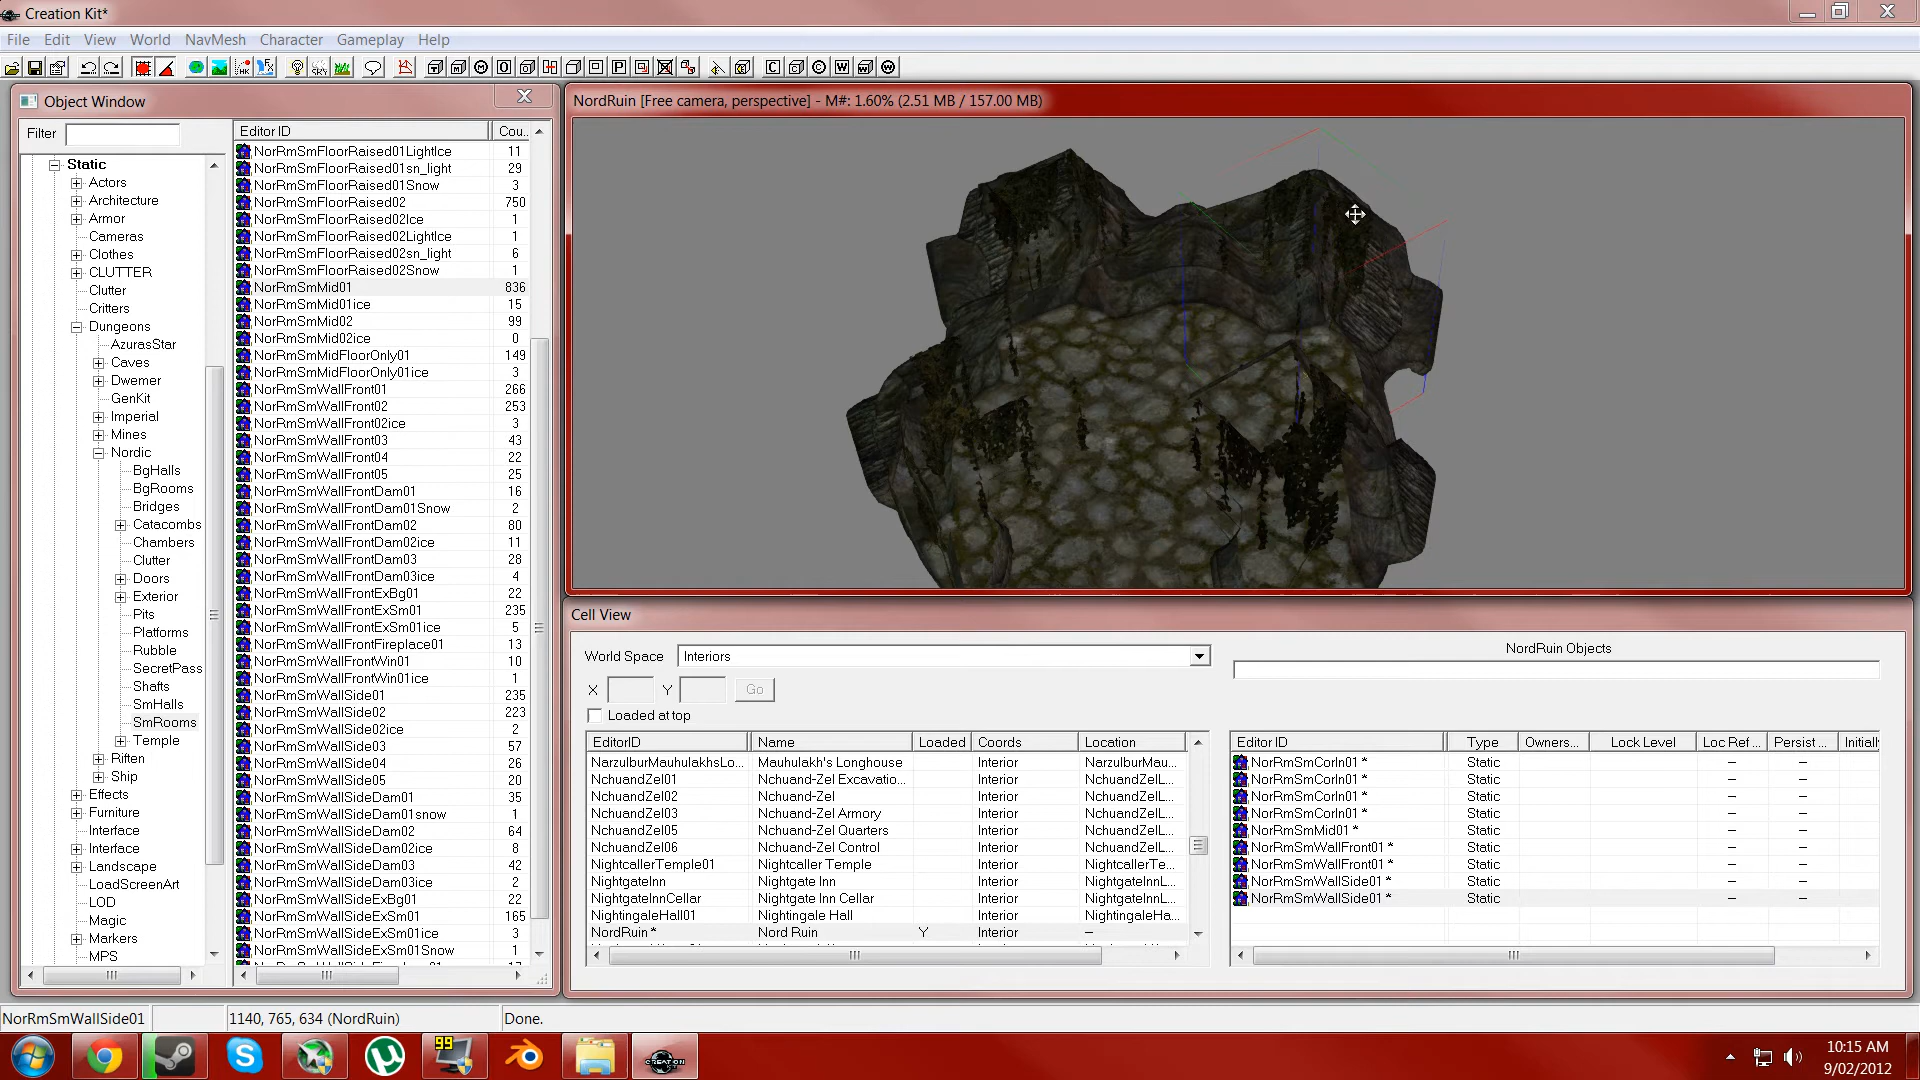 Creation Kit*
File Edit View World NavMesh Character Gameplay Help
Object Window
Filter
Static
Actors
Architecture
Armor
Cameras
Clothes
CLUTTER
Clutter
Critters
Dungeons
AzurasStar
Caves
Dwemer
GenKit
Imperial
Mines
Nordic
BgHalls
BgRooms
Bridges
Catacombs
Chambers
Clutter
Doors
Exterior
Pits
Platforms
Rubble
SecretPass
Shafts
SmHalls
SmRooms
Temple
Riften
Ship
Effects
Furniture
Interface
Interface
Landscape
LoadScreenArt
LOD
Magic
Markers
MPS
Editor ID Cou...
NorRmSmFloorRaised01LightIce 11
NorRmSmFloorRaised01sn_light 29
NorRmSmFloorRaised01Snow 3
NorRmSmFloorRaised02 750
NorRmSmFloorRaised02Ice 1
NorRmSmFloorRaised02LightIce 1
NorRmSmFloorRaised02sn_light 6
NorRmSmFloorRaised02Snow 1
NorRmSmMid01 836
NorRmSmMid01ice 15
NorRmSmMid02 99
NorRmSmMid02ice 0
NorRmSmMidFloorOnly01 149
NorRmSmMidFloorOnly01ice 3
NorRmSmWallFront01 266
NorRmSmWallFront02 253
NorRmSmWallFront02ice 3
NorRmSmWallFront03 43
NorRmSmWallFront04 22
NorRmSmWallFront05 25
NorRmSmWallFrontDam01 16
NorRmSmWallFrontDam01Snow 2
NorRmSmWallFrontDam02 80
NorRmSmWallFrontDam02ice 11
NorRmSmWallFrontDam03 28
NorRmSmWallFrontDam03ice 4
NorRmSmWallFrontExBg01 22
NorRmSmWallFrontExSm01 235
NorRmSmWallFrontExSm01ice 5
NorRmSmWallFrontFireplace01 13
NorRmSmWallFrontWin01 10
NorRmSmWallFrontWin01ice 1
NorRmSmWallSide01 235
NorRmSmWallSide02 223
NorRmSmWallSide02ice 2
NorRmSmWallSide03 57
NorRmSmWallSide04 26
NorRmSmWallSide05 20
NorRmSmWallSideDam01 35
NorRmSmWallSideDam01snow 1
NorRmSmWallSideDam02 64
NorRmSmWallSideDam02ice 8
NorRmSmWallSideDam03 42
NorRmSmWallSideDam03ice 2
NorRmSmWallSideExBg01 22
NorRmSmWallSideExSm01 165
NorRmSmWallSideExSm01ice 3
NorRmSmWallSideExSm01Snow 1
NordRuin [Free camera, perspective] - M#: 1.60% (2.51 MB / 157.00 MB)
Cell View
World Space Interiors
X Y Go
Loaded at top
EditorID Name Loaded Coords Location
NarzulburMauhulakhsLo... Mauhulakh's Longhouse Interior NarzulburMau...
NchuandZel01 Nchuand-Zel Excavatio... Interior NchuandZelL...
NchuandZel02 Nchuand-Zel Interior NchuandZelL...
NchuandZel03 Nchuand-Zel Armory Interior NchuandZelL...
NchuandZel05 Nchuand-Zel Quarters Interior NchuandZelL...
NchuandZel06 Nchuand-Zel Control Interior NchuandZelL...
NightcallerTemple01 Nightcaller Temple Interior NightcallerTe...
NightgateInn Nightgate Inn Interior NightgateInnL...
NightgateInnCellar Nightgate Inn Cellar Interior NightgateInnL...
NightingaleHall01 Nightingale Hall Interior NightingaleHa...
NordRuin * Nord Ruin Y Interior –
NordRuin Objects
Editor ID Type Owners... Lock Level Loc Ref ... Persist ... Initially
NorRmSmCorIn01 * Static – –
NorRmSmCorIn01 * Static – –
NorRmSmCorIn01 * Static – –
NorRmSmCorIn01 * Static – –
NorRmSmMid01 * Static – –
NorRmSmWallFront01 * Static – –
NorRmSmWallFront01 * Static – –
NorRmSmWallSide01 * Static – –
NorRmSmWallSide01 * Static – –
NorRmSmWallSide01 1140, 765, 634 (NordRuin) Done.
99
CREATION
10:15 AM
9/02/2012